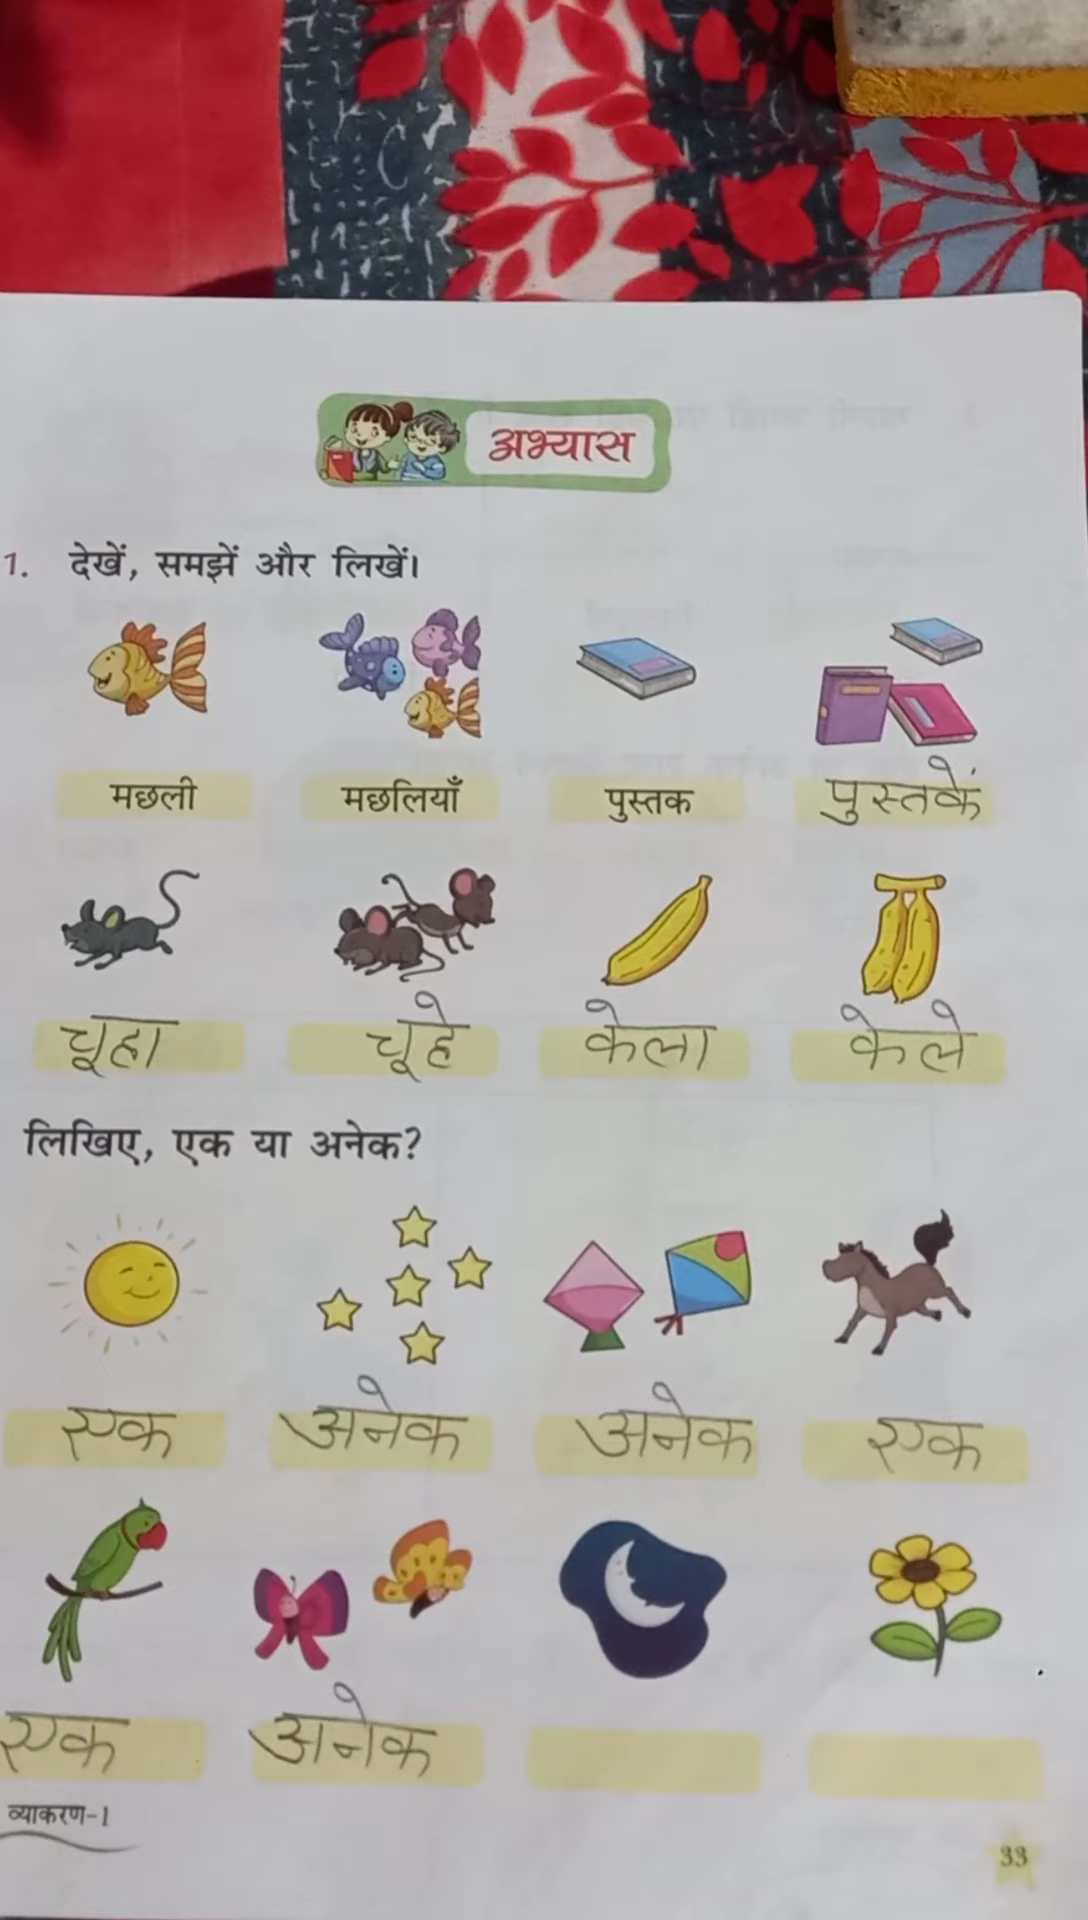 अभ्यास
1. देखें, समझें और लिखें।
मछली मछलियाँ पुस्तक पुस्तकें
चूहा चूहे केला केले
लिखिए, एक या अनेक?
एक अनेक अनेक एक
एक अनेक
व्याकरण-1
33